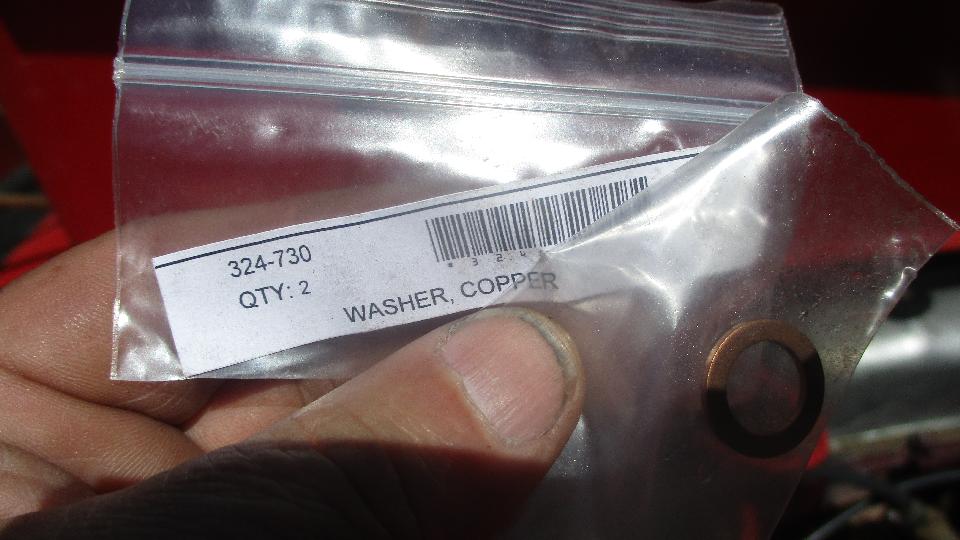 324-730
QTY: 2
WASHER, COPPER